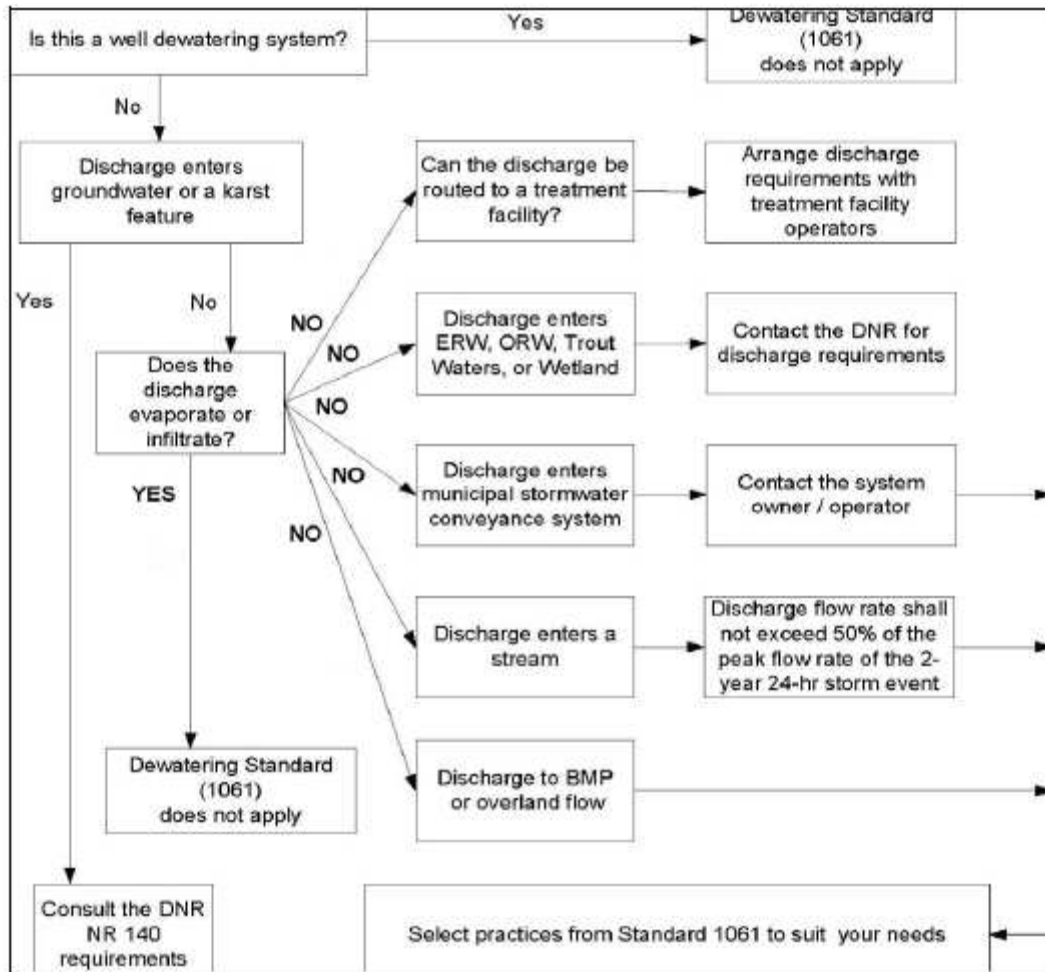 Is this a well dewatering system?
Yes
Dewatering Standard
(1061)
does not apply
No
Discharge enters
groundwater or a karst
feature
Can the discharge be
routed to a treatment
facility?
Arrange discharge
requirements with
treatment facility
operators
Yes
No
NO
Discharge enters
ERW, ORW, Trout
Waters, or Wetland
Contact the DNR for
discharge requirements
NO
Does the
discharge
evaporate or
infiltrate?
NO
YES
NO
Discharge enters
municipal stormwater
conveyance system
Contact the system
owner / operator
NO
Discharge enters a
stream
Discharge flow rate shall
not exceed 50% of the
peak flow rate of the 2-
year 24-hr storm event
Dewatering Standard
(1061)
does not apply
Discharge to BMP
or overland flow
Consult the DNR
NR 140
requirements
Select practices from Standard 1061 to suit your needs